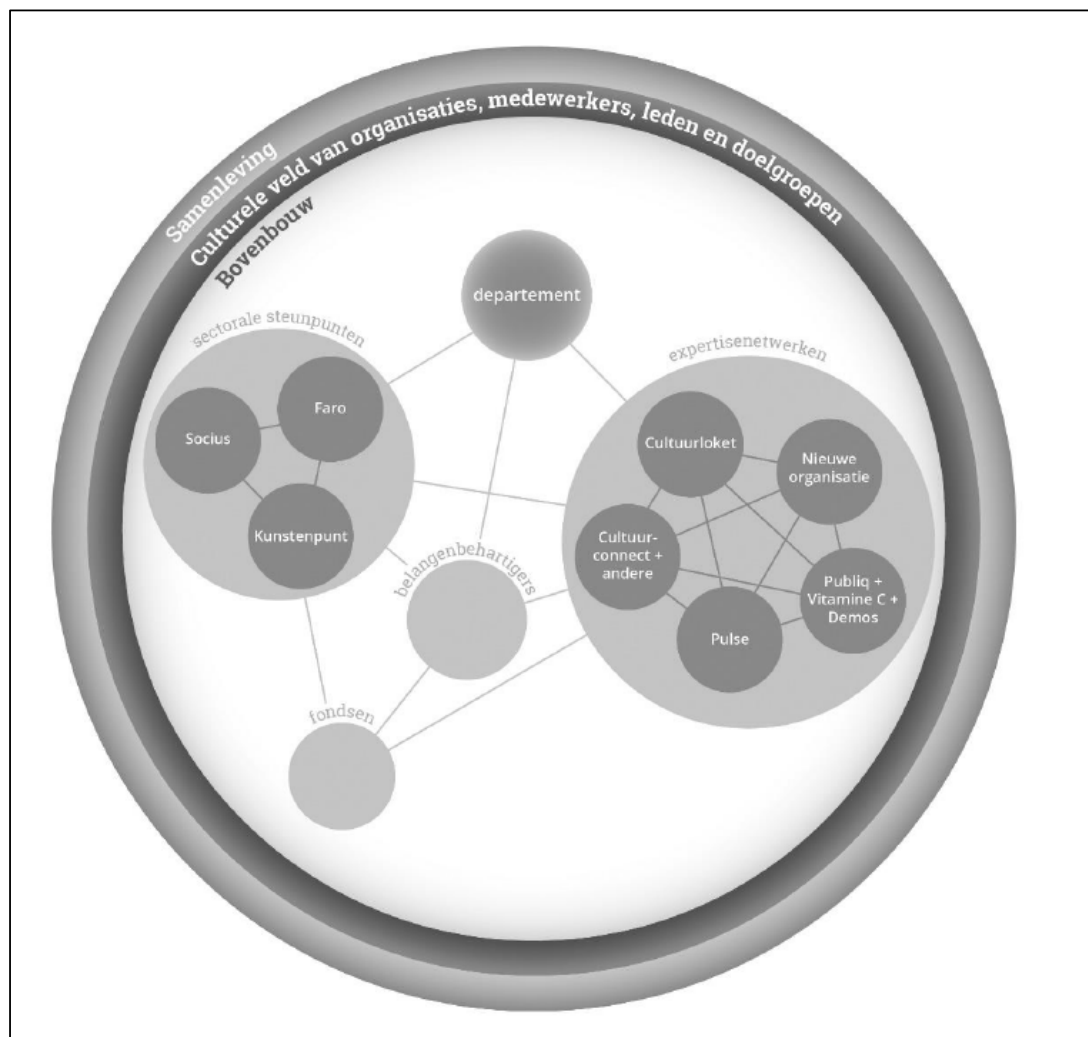 Samenleving
Culturele veld van organisaties, medewerkers, leden en doelgroepen
Bovenbouw
departement
sectorale steunpunten
Socius
Faro
Kunstenpunt
expertisenetwerken
Cultuurloket
Nieuwe
organisatie
Cultuur-
connect +
andere
Publiq +
Vitamine C +
Demos
Pulse
belangenbehartigers
fondsen